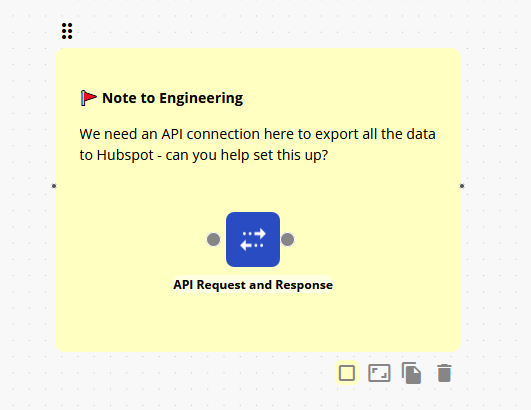 Note to Engineering
We need an API connection here to export all the data
to Hubspot - can you help set this up?
API Request and Response